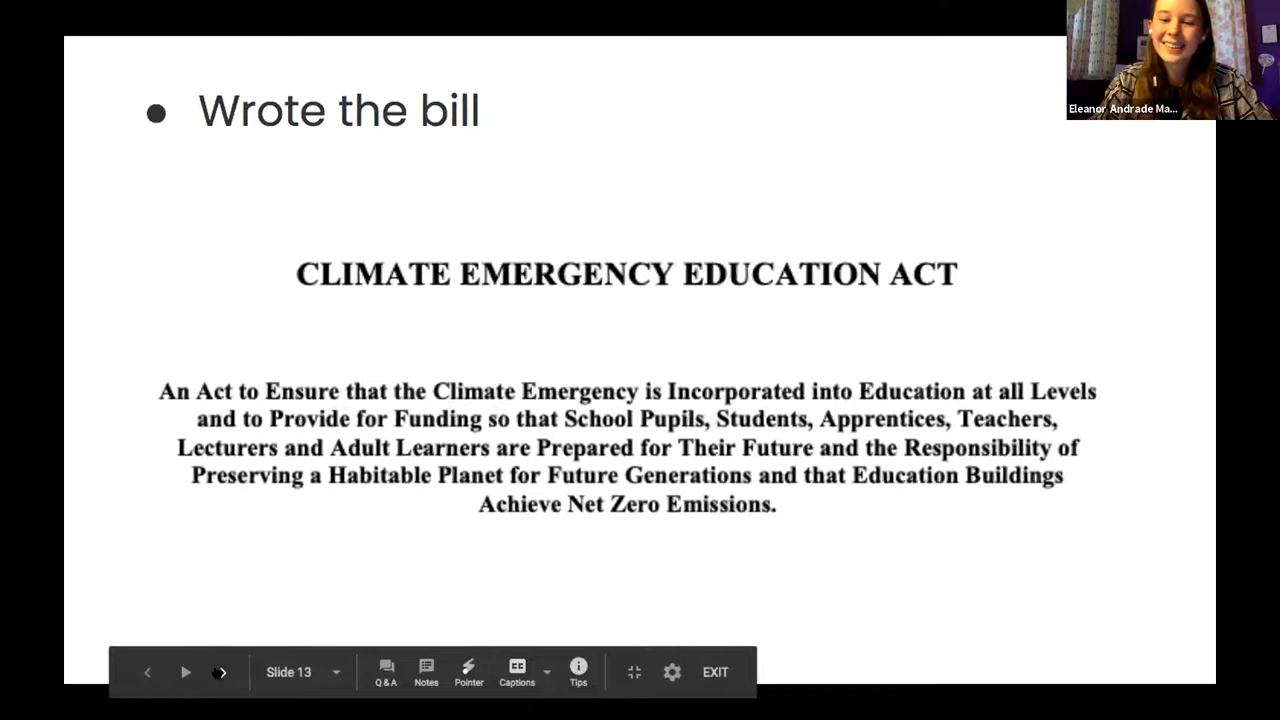 ● Wrote the bill
Eleanor Andrade Ma...
CLIMATE EMERGENCY EDUCATION ACT
An Act to Ensure that the Climate Emergency is Incorporated into Education at all Levels
and to Provide for Funding so that School Pupils, Students, Apprentices, Teachers,
Lecturers and Adult Learners are Prepared for Their Future and the Responsibility of
Preserving a Habitable Planet for Future Generations and that Education Buildings
Achieve Net Zero Emissions.
Slide 13
Q & A
Notes
Pointer
Captions
Tips
EXIT